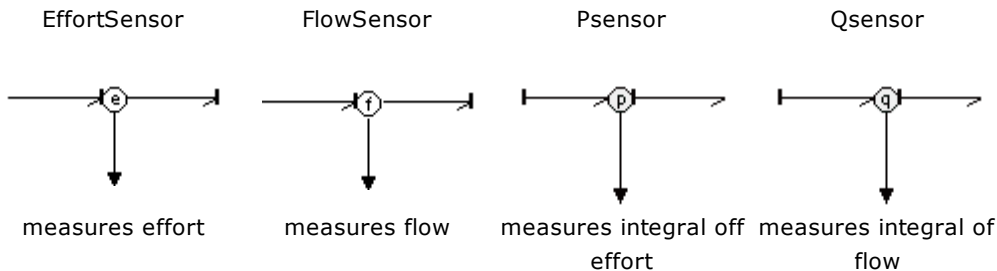 EffortSensor FlowSensor Psensor Qsensor
e f p q
measures effort measures flow measures integral off effort measures integral of flow